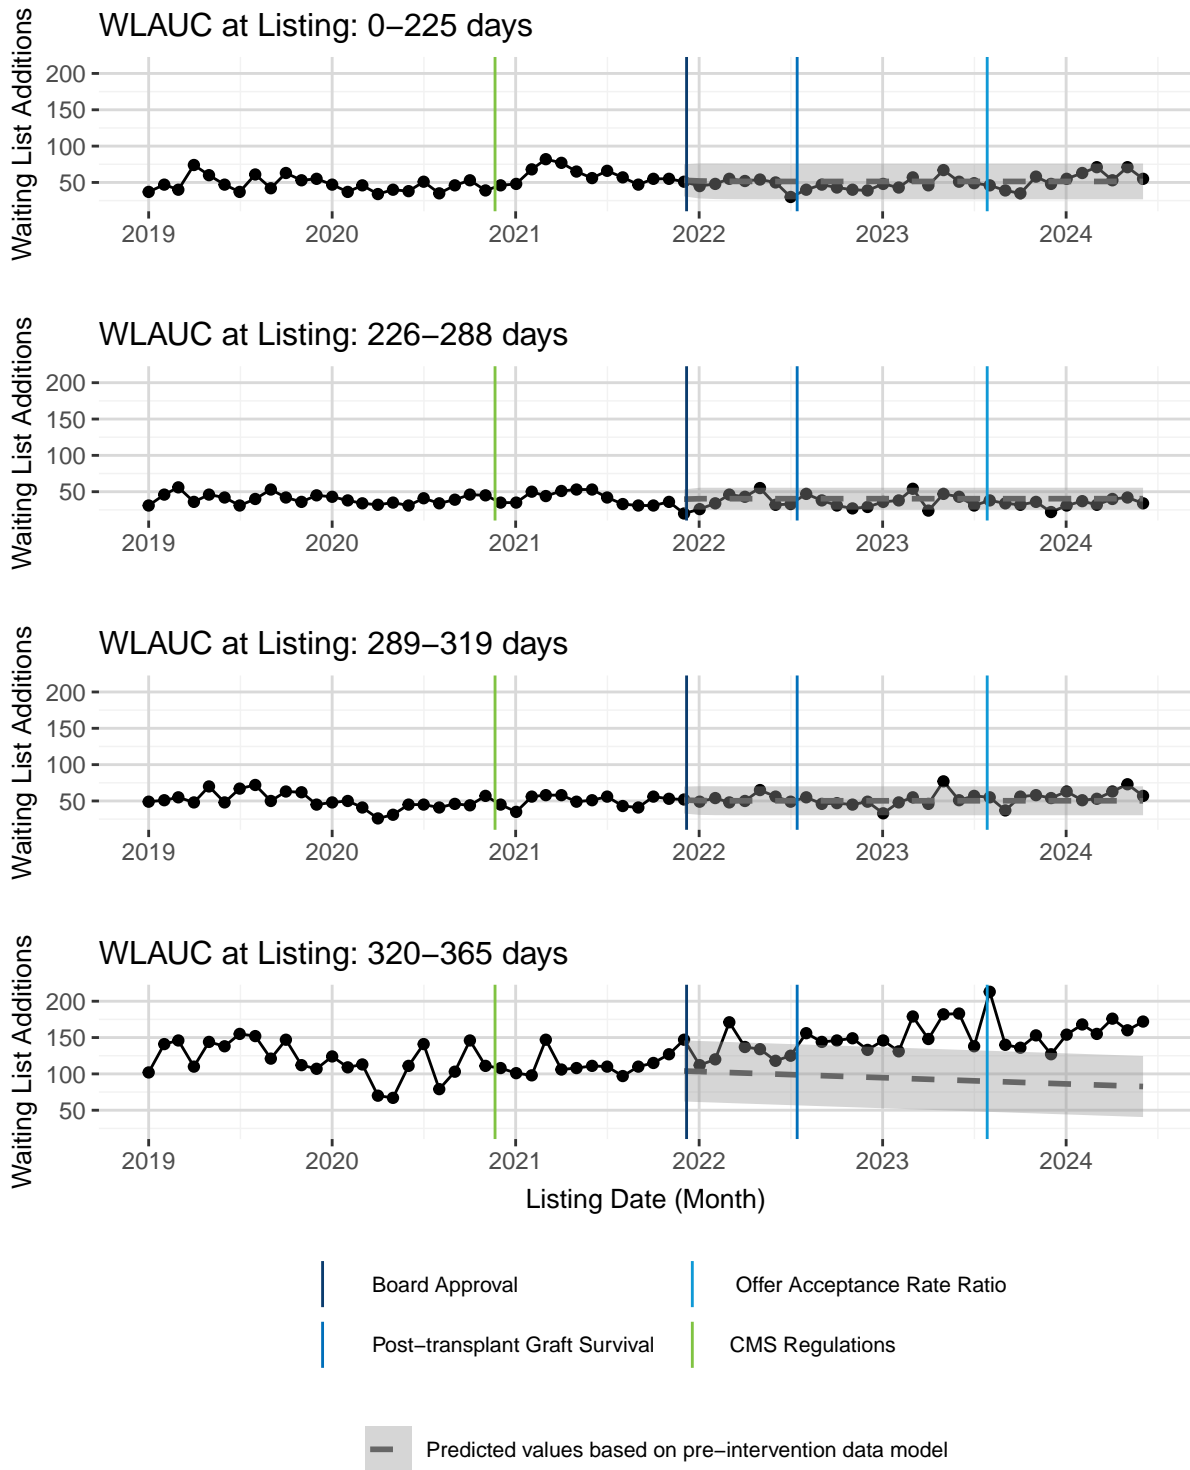 WLAUC at Listing: 0−225 days
Waiting List Additions
200
150
100
50
2019 2020 2021 2022 2023 2024
WLAUC at Listing: 226−288 days
Waiting List Additions
200
150
100
50
2019 2020 2021 2022 2023 2024
WLAUC at Listing: 289−319 days
Waiting List Additions
200
150
100
50
2019 2020 2021 2022 2023 2024
WLAUC at Listing: 320−365 days
Waiting List Additions
200
150
100
50
2019 2020 2021 2022 2023 2024
Listing Date (Month)
Board Approval
Offer Acceptance Rate Ratio
Post−transplant Graft Survival
CMS Regulations
Predicted values based on pre−intervention data model